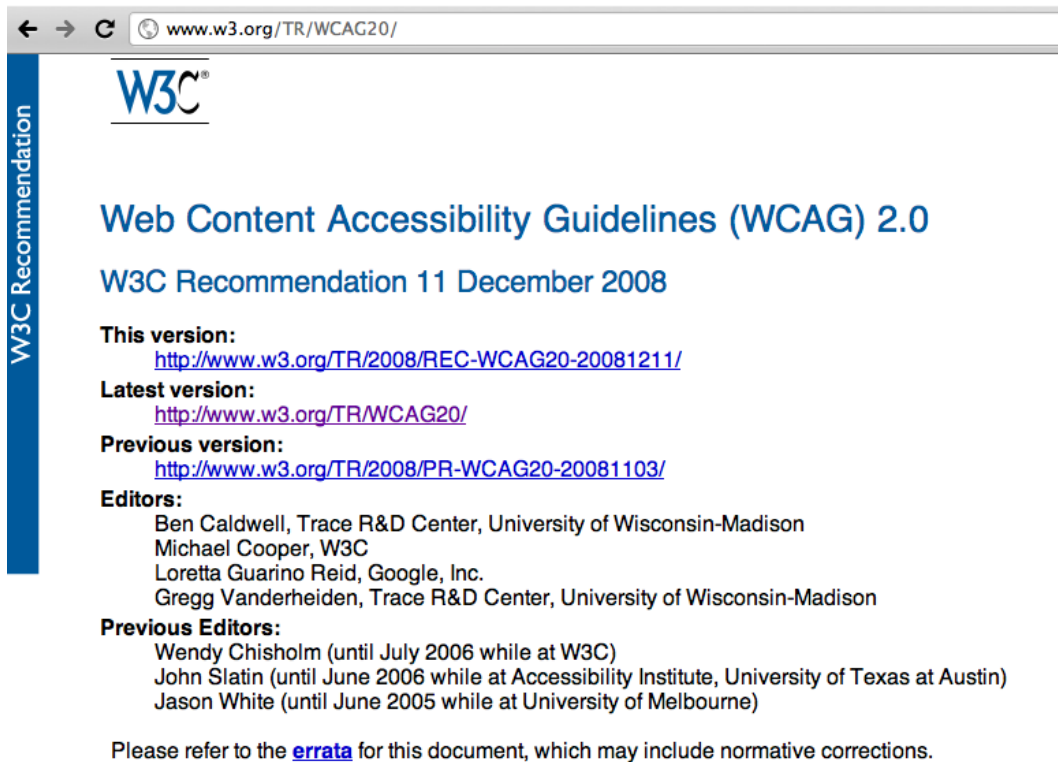 www.w3.org/TR/WCAG20/
W3C®
W3C Recommendation
Web Content Accessibility Guidelines (WCAG) 2.0
W3C Recommendation 11 December 2008
This version:
http://www.w3.org/TR/2008/REC-WCAG20-20081211/
Latest version:
http://www.w3.org/TR/WCAG20/
Previous version:
http://www.w3.org/TR/2008/PR-WCAG20-20081103/
Editors:
Ben Caldwell, Trace R&D Center, University of Wisconsin-Madison
Michael Cooper, W3C
Loretta Guarino Reid, Google, Inc.
Gregg Vanderheiden, Trace R&D Center, University of Wisconsin-Madison
Previous Editors:
Wendy Chisholm (until July 2006 while at W3C)
John Slatin (until June 2006 while at Accessibility Institute, University of Texas at Austin)
Jason White (until June 2005 while at University of Melbourne)
Please refer to the errata for this document, which may include normative corrections.